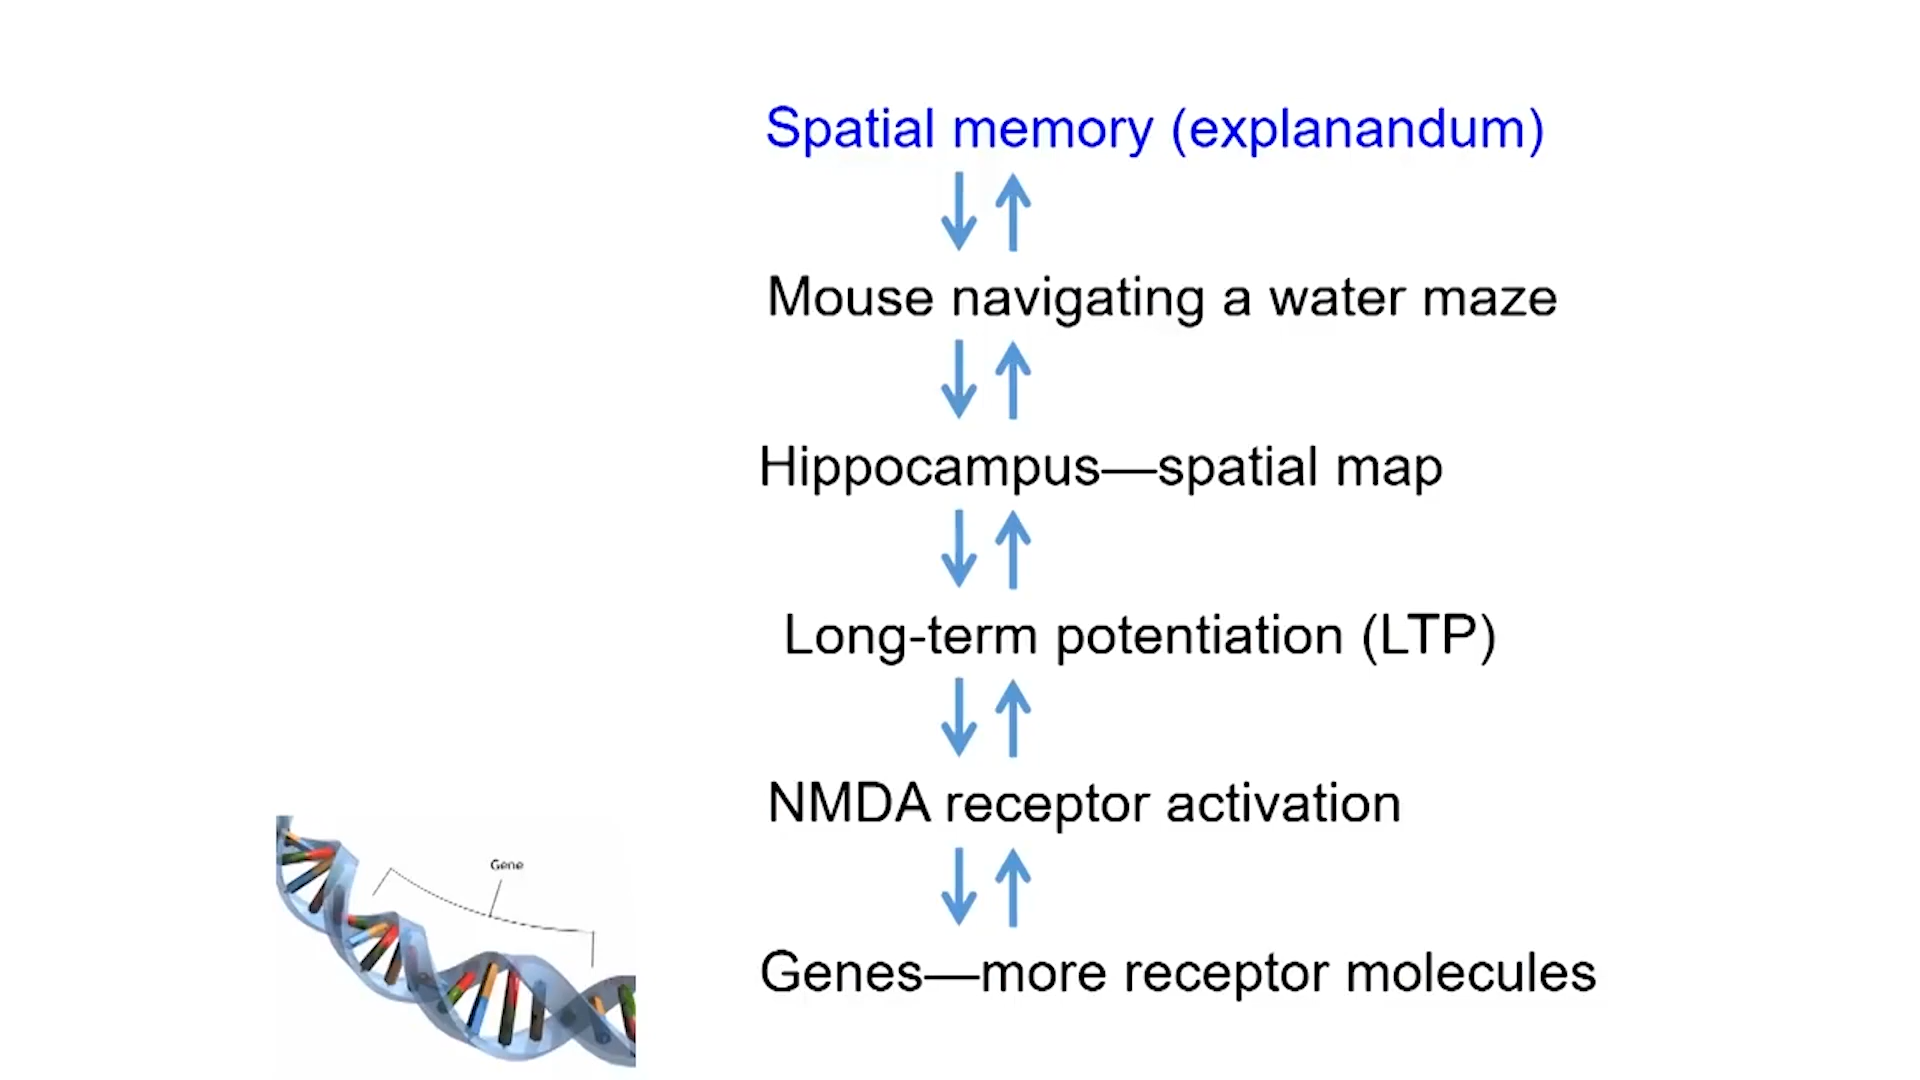 Spatial memory (explanandum)
Mouse navigating a water maze
Hippocampus—spatial map
Long-term potentiation (LTP)
NMDA receptor activation
Gene
Genes—more receptor molecules